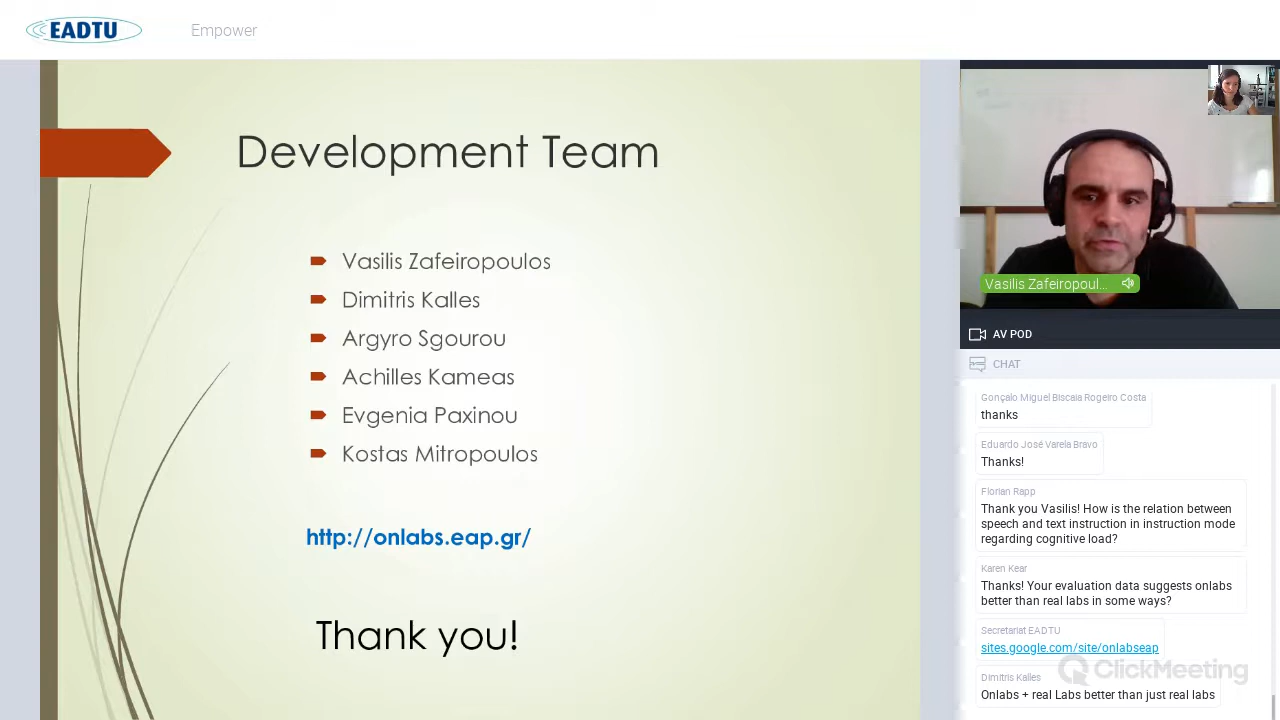 EADTU
Empower
Development Team
Vasilis Zafeiropoulos
Dimitris Kalles
Argyro Sgourou
Achilles Kameas
Evgenia Paxinou
Kostas Mitropoulos
http://onlabs.eap.gr/
Thank you!
Vasilis Zafeiropoul...
AV POD
CHAT
Gonçalo Miguel Biscaia Rogeiro Costa
thanks
Eduardo José Varela Bravo
Thanks!
Florian Rapp
Thank you Vasilis! How is the relation between
speech and text instruction in instruction mode
regarding cognitive load?
Karen Kear
Thanks! Your evaluation data suggests onlabs
better than real labs in some ways?
Secretariat EADTU
sites.google.com/site/onlabseap
ClickMeeting
Dimitris Kalles
Onlabs + real Labs better than just real labs